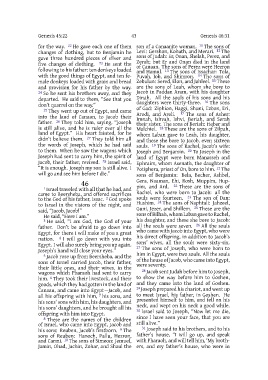 Genesis 45:22
43
Genesis 46:31
for the way. 22 He gave each one of them
changes of clothing, but to Benjamin he
gave three hundred pieces of silver and
five changes of clothing. 23 He sent the
following to his father: ten donkeys loaded
with the good things of Egypt, and ten fe-
male donkeys loaded with grain and bread
and provision for his father by the way.
24 So he sent his brothers away, and they
departed. He said to them, "See that you
don't quarrel on the way."
25 They went up out of Egypt, and came
into the land of Canaan, to Jacob their
father. 26 They told him, saying, "Joseph
is still alive, and he is ruler over all the
land of Egypt." His heart fainted, for he
didn't believe them. 27 They told him all
the words of Joseph, which he had said
to them. When he saw the wagons which
Joseph had sent to carry him, the spirit of
Jacob, their father, revived. 28 Israel said,
"It is enough. Joseph my son is still alive. I
will go and see him before I die."
46
1 Israel traveled with all that he had, and
came to Beersheba, and offered sacrifices
to the God of his father, Isaac. 2 God spoke
to Israel in the visions of the night, and
said, "Jacob, Jacob!"
He said, "Here I am."
3 He said, "I am God, the God of your
father. Don't be afraid to go down into
Egypt, for there I will make of you a great
nation. 4 I will go down with you into
Egypt. I will also surely bring you up again.
Joseph's hand will close your eyes."
5 Jacob rose up from Beersheba, and the
sons of Israel carried Jacob, their father,
their little ones, and their wives, in the
wagons which Pharaoh had sent to carry
him. 6 They took their livestock, and their
goods, which they had gotten in the land of
Canaan, and came into Egypt—Jacob, and
all his offspring with him, 7 his sons, and
his sons' sons with him, his daughters, and
his sons' daughters, and he brought all his
offspring with him into Egypt.
8 These are the names of the children
of Israel, who came into Egypt, Jacob and
his sons: Reuben, Jacob's firstborn. 9 The
sons of Reuben: Hanoch, Pallu, Hezron,
and Carmi. 10 The sons of Simeon: Jemuel,
Jamin, Ohad, Jachin, Zohar, and Shaul the
son of a Canaanite woman. 11 The sons of
Levi: Gershon, Kohath, and Merari. 12 The
sons of Judah: Er, Onan, Shelah, Perez, and
Zerah; but Er and Onan died in the land
of Canaan. The sons of Perez were Hezron
and Hamul. 13 The sons of Issachar: Tola,
Puvah, Iob, and Shimron. 14 The sons of
Zebulun: Sered, Elon, and Jahleel. 15 These
are the sons of Leah, whom she bore to
Jacob in Paddan Aram, with his daughter
Dinah. All the souls of his sons and his
daughters were thirty-three. 16 The sons
of Gad: Ziphion, Haggi, Shuni, Ezbon, Eri,
Arodi, and Areli. 17 The sons of Asher:
Imnah, Ishvah, Ishvi, Beriah, and Serah
their sister. The sons of Beriah: Heber and
Malchiel. 18 These are the sons of Zilpah,
whom Laban gave to Leah, his daughter,
and these she bore to Jacob, even sixteen
souls. 19 The sons of Rachel, Jacob's wife:
Joseph and Benjamin. 20 To Joseph in the
land of Egypt were born Manasseh and
Ephraim, whom Asenath, the daughter of
Potiphera, priest of On, bore to him. 21 The
sons of Benjamin: Bela, Becher, Ashbel,
Gera, Naaman, Ehi, Rosh, Muppim, Hup-
pim, and Ard. 22 These are the sons of
Rachel, who were born to Jacob: all the
souls were fourteen. 23 The son of Dan:
Hushim. 24 The sons of Naphtali: Jahzeel,
Guni, Jezer, and Shillem. 25 These are the
sons of Bilhah, whom Laban gave to Rachel,
his daughter, and these she bore to Jacob:
all the souls were seven. 26 All the souls
who came with Jacob into Egypt, who were
his direct offspring, in addition to Jacob's
sons' wives, all the souls were sixty-six.
27 The sons of Joseph, who were born to
him in Egypt, were two souls. All the souls
of the house of Jacob, who came into Egypt,
were seventy.
28 Jacob sent Judah before him to Joseph,
to show the way before him to Goshen,
and they came into the land of Goshen.
29 Joseph prepared his chariot, and went up
to meet Israel, his father, in Goshen. He
presented himself to him, and fell on his
neck, and wept on his neck a good while.
30 Israel said to Joseph, "Now let me die,
since I have seen your face, that you are
still alive."
31 Joseph said to his brothers, and to his
father's house, "I will go up, and speak
with Pharaoh, and will tell him, 'My broth-
ers, and my father's house, who were in